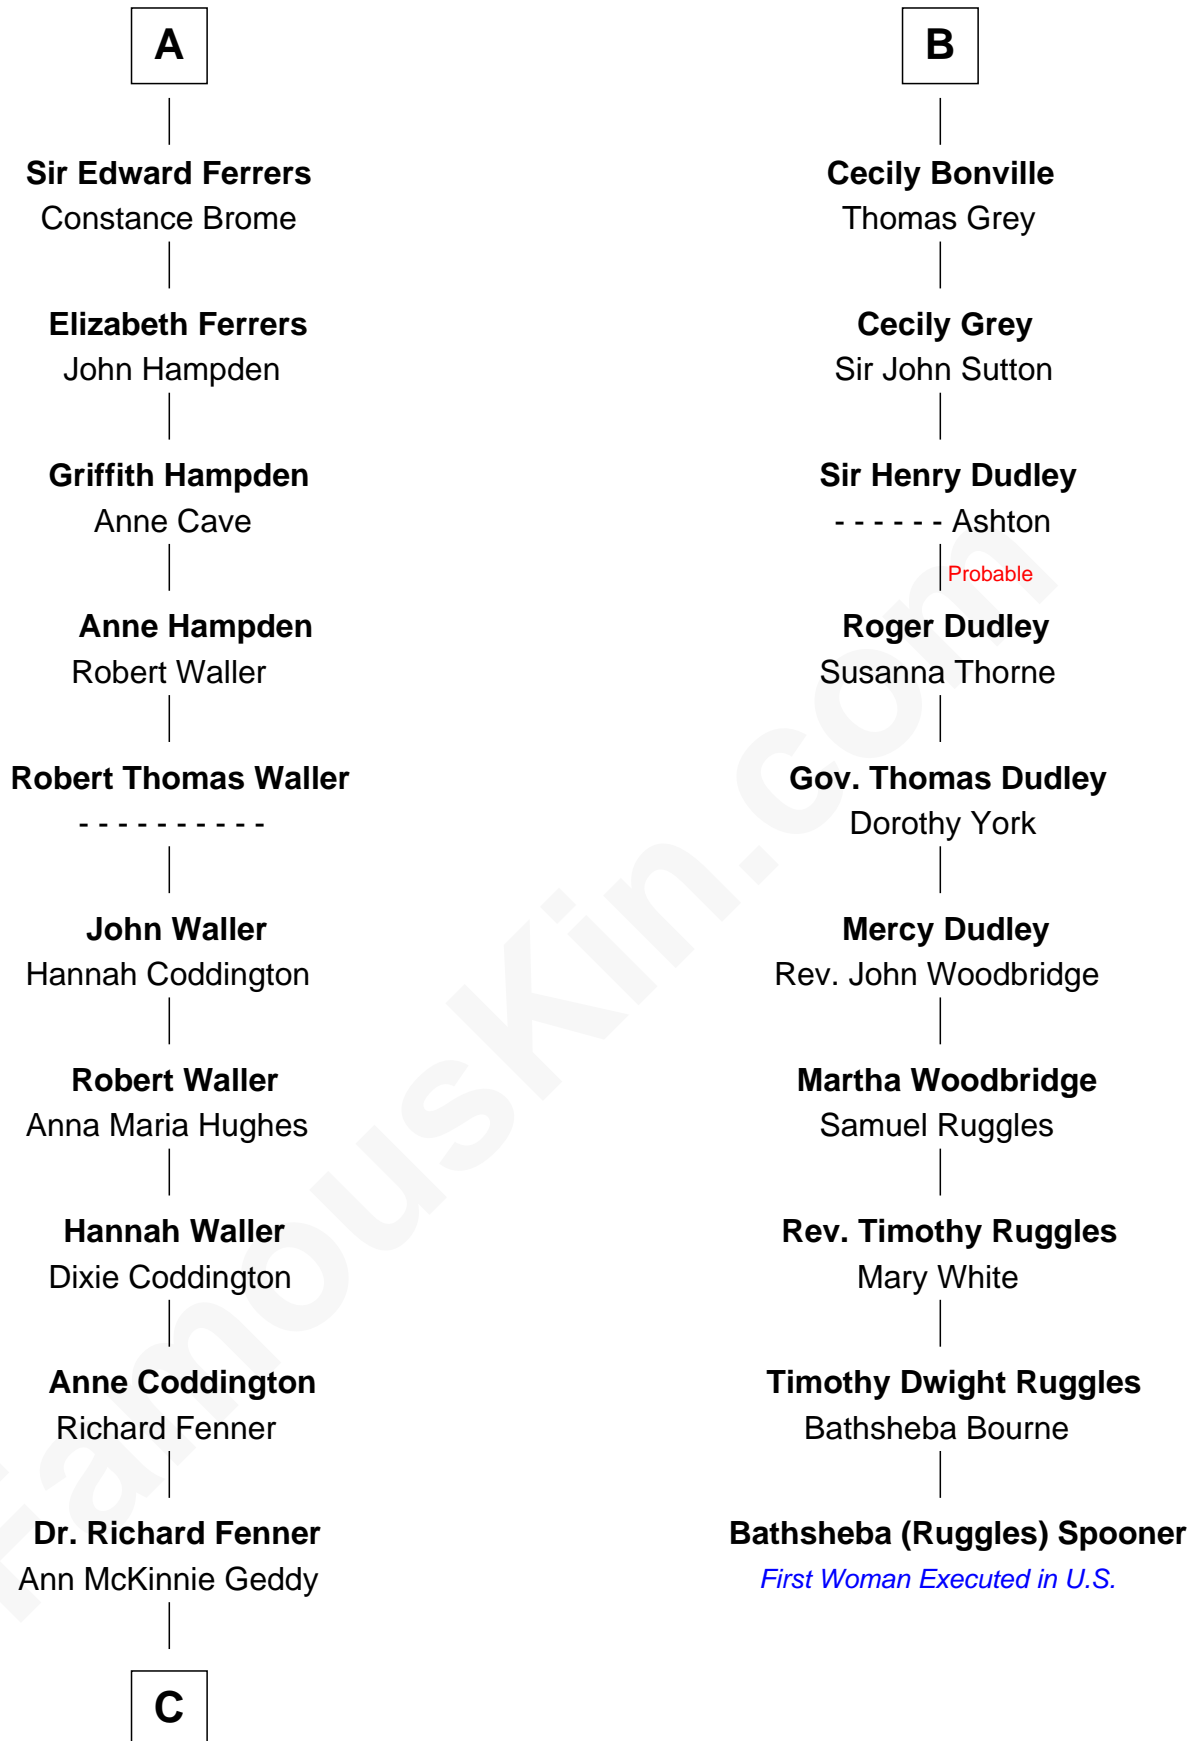 A
Sir Edward Ferrers
Constance Brome
Elizabeth Ferrers
John Hampden
Griffith Hampden
Anne Cave
Anne Hampden
Robert Waller
Robert Thomas Waller
- - - - - - - - - -
John Waller
Hannah Coddington
Robert Waller
Anna Maria Hughes
Hannah Waller
Dixie Coddington
Anne Coddington
Richard Fenner
Dr. Richard Fenner
Ann McKinnie Geddy
C
B
Cecily Bonville
Thomas Grey
Cecily Grey
Sir John Sutton
Sir Henry Dudley
- - - - - - Ashton
Probable
Roger Dudley
Susanna Thorne
Gov. Thomas Dudley
Dorothy York
Mercy Dudley
Rev. John Woodbridge
Martha Woodbridge
Samuel Ruggles
Rev. Timothy Ruggles
Mary White
Timothy Dwight Ruggles
Bathsheba Bourne
Bathsheba (Ruggles) Spooner
First Woman Executed in U.S.
FamousKin.com